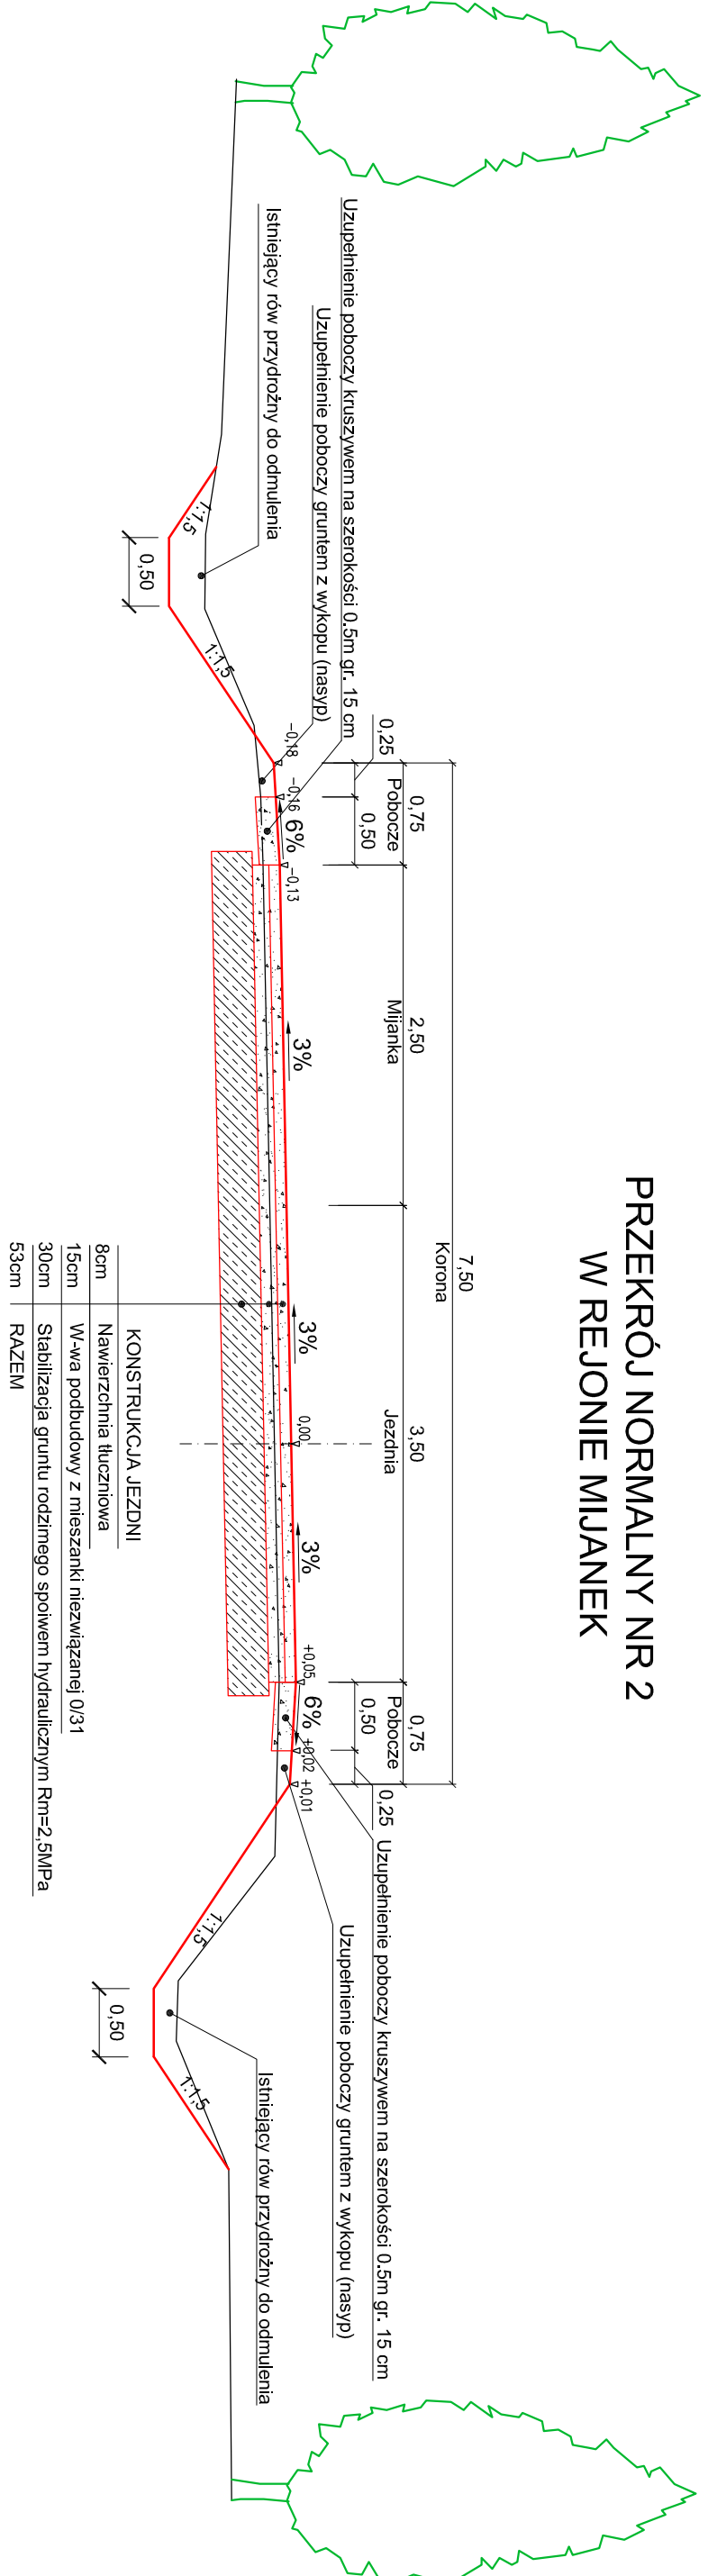 PRZEKRÓJ NORMALNY NR 2
W REJONIE MIJANEK
7,50
Korona
0,75
Pobocze
2,50
Mijanka
3,50
Jezdnia
0,75
Pobocze
0,25
0,50
0,50
0,25
Uzupełnienie poboczy kruszywem na szerokości 0.5m gr. 15 cm
Uzupełnienie poboczy gruntem z wykopu (nasyp)
Istniejący rów przydrożny do odmulenia
Uzupełnienie poboczy kruszywem na szerokości 0.5m gr. 15 cm
Uzupełnienie poboczy gruntem z wykopu (nasyp)
Istniejący rów przydrożny do odmulenia
-0,18
-0,16
6%
-0,13
3%
3%
0,00
3%
+0,05
6%
+0,02
+0,01
1:1,5
1:1,5
1:1,5
1:1,5
0,50
0,50
KONSTRUKCJA JEZDNI
8cm Nawierzchnia tłuczniowa
15cm W-wa podbudowy z mieszanki niezwiązanej 0/31
30cm Stabilizacja gruntu rodzimego spoiwem hydraulicznym Rm=2,5MPa
53cm RAZEM